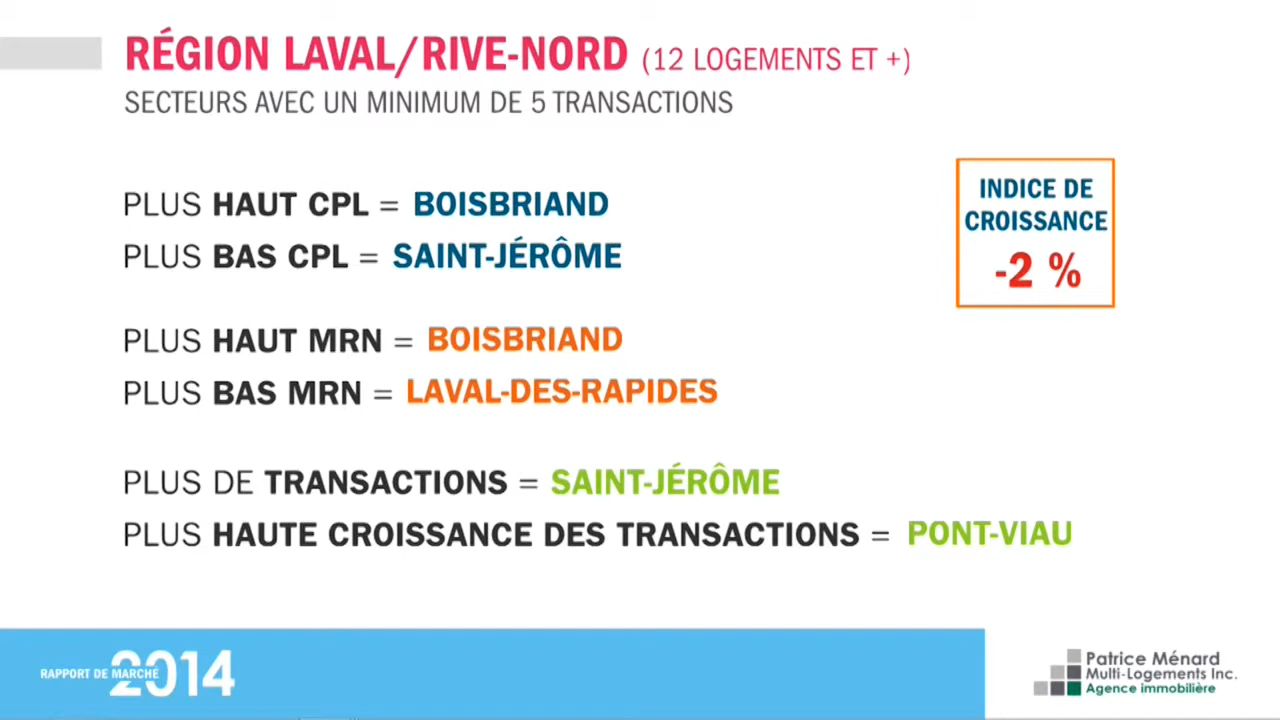 RÉGION LAVAL/RIVE-NORD (12 LOGEMENTS ET +)
SECTEURS AVEC UN MINIMUM DE 5 TRANSACTIONS
PLUS HAUT CPL = BOISBRIAND
PLUS BAS CPL = SAINT-JÉRÔME
INDICE DE
CROISSANCE
-2 %
PLUS HAUT MRN = BOISBRIAND
PLUS BAS MRN = LAVAL-DES-RAPIDES
PLUS DE TRANSACTIONS = SAINT-JÉRÔME
PLUS HAUTE CROISSANCE DES TRANSACTIONS = PONT-VIAU
RAPPORT DE MARCHÉ 2014
Patrice Ménard
Multi-Logements Inc.
Agence immobilière